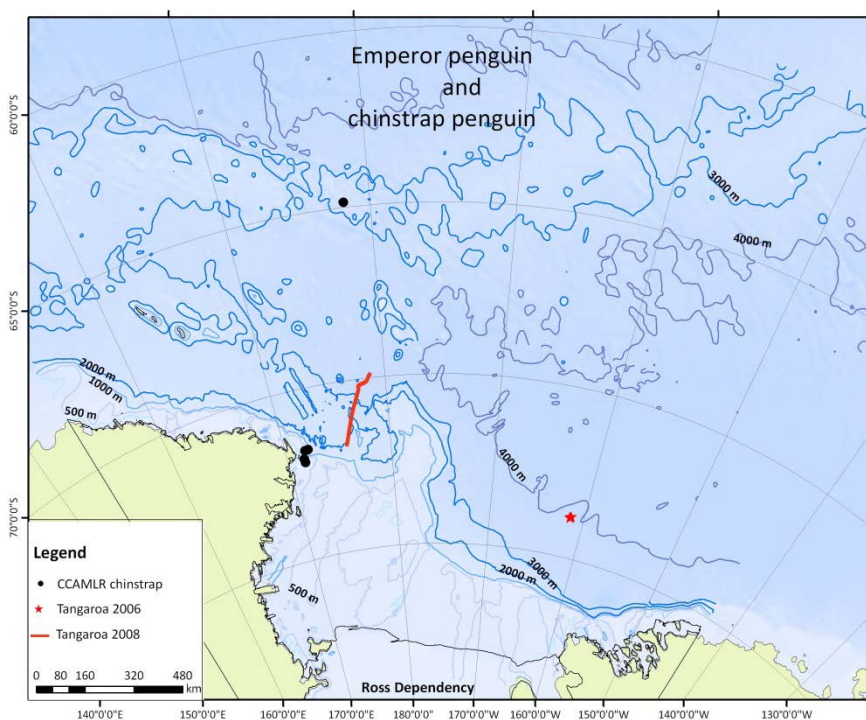 Emperor penguin
and
chinstrap penguin
60°0'0"S
3000 m
4000 m
65°0'0"S
2000 m
1000 m
500 m
4000 m
70°0'0"S
3000 m
2000 m
500 m
Legend
CCAMLR chinstrap
Tangaroa 2006
Tangaroa 2008
0 80 160 320 480
km
Ross Dependency
140°0'0"E 150°0'0"E 160°0'0"E 170°0'0"E 180°0'0" 170°0'0"W 160°0'0"W 150°0'0"W 140°0'0"W 130°0'0"W